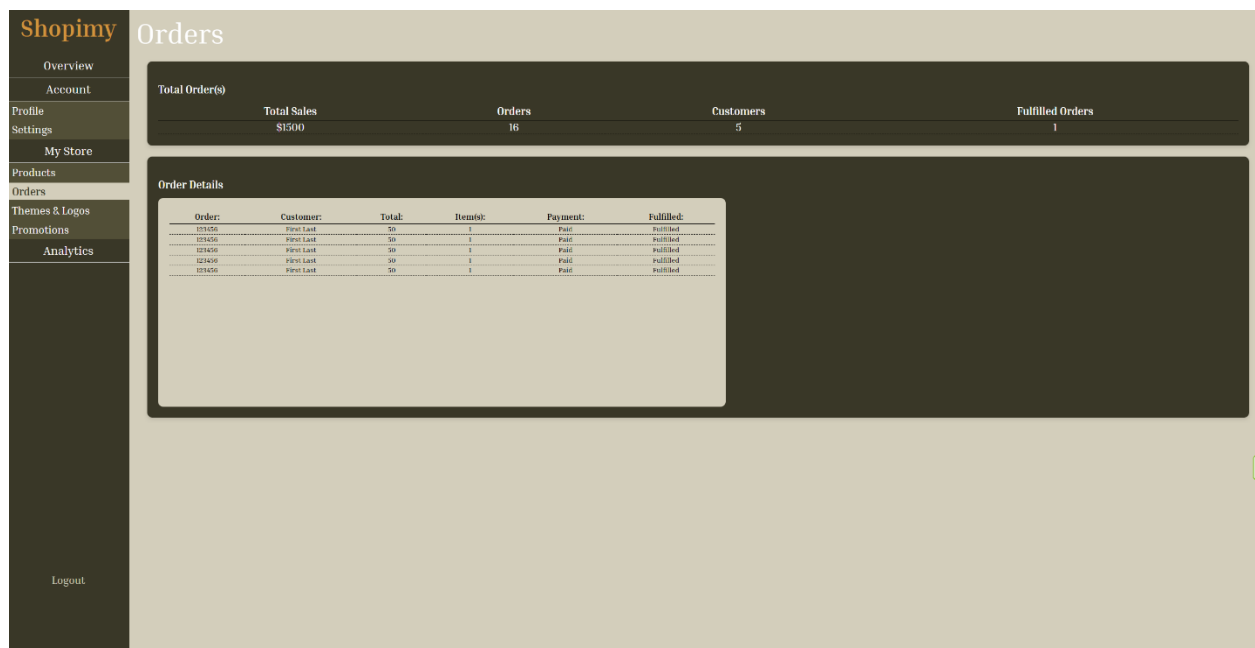 Shopimy
Overview
Account
Profile
Settings
My Store
Products
Orders
Themes & Logos
Promotions
Analytics
Logout
Orders
Total Order(s)
Total Sales Orders Customers Fulfilled Orders
$1500 16 5 1
Order Details
Order: Customer: Total: Item(s): Payment: Fulfilled:
123456 First Last 50 1 Paid Fulfilled
123456 First Last 50 1 Paid Fulfilled
123456 First Last 50 1 Paid Fulfilled
123456 First Last 50 1 Paid Fulfilled
123456 First Last 50 1 Paid Fulfilled